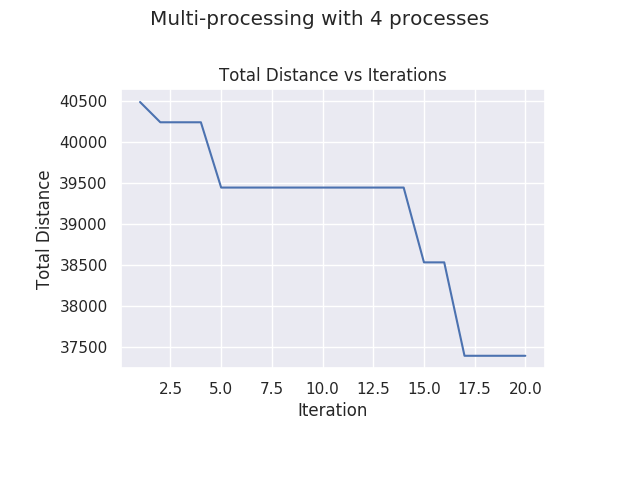 Multi-processing with 4 processes
Total Distance vs Iterations
40500
40000
39500
39000
38500
38000
37500
Total Distance
2.5 5.0 7.5 10.0 12.5 15.0 17.5 20.0
Iteration